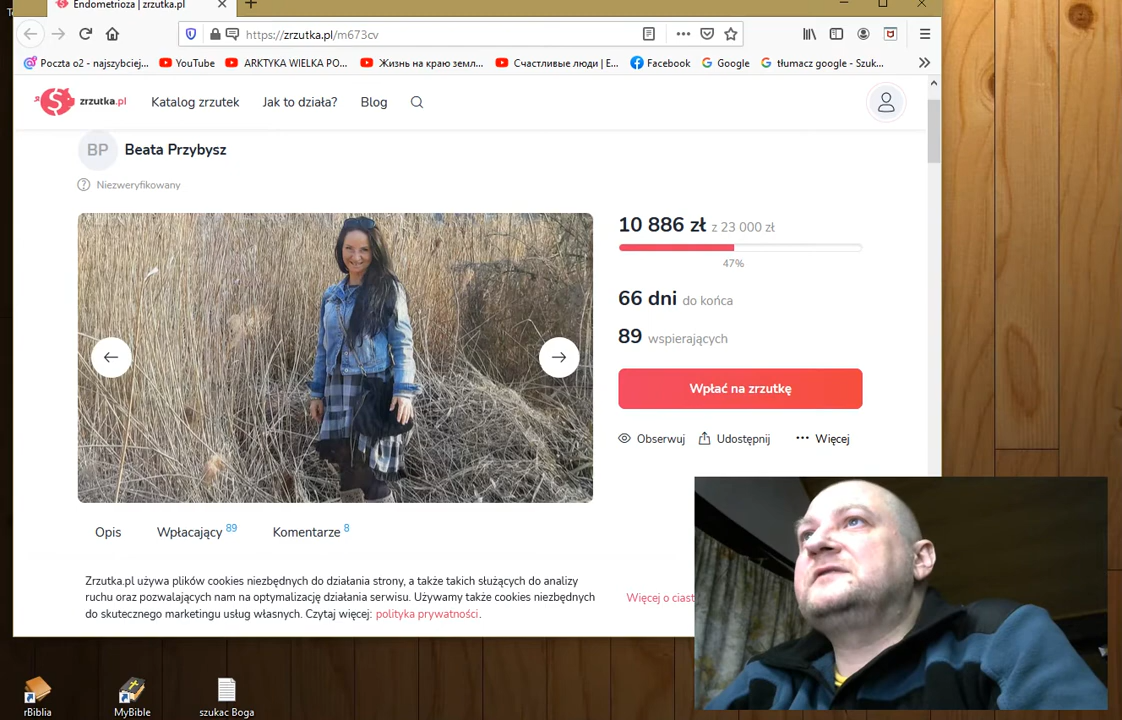 Endometrioza | zrzutka.pl
https://zrzutka.pl/m673cv
Poczta o2 - najszybciej... YouTube ARKTYKA WIELKA PO... Жизнь на краю земл... Счастливые люди | Е... Facebook Google tłumacz google - Szuk...
zrzutka.pl Katalog zrzutek Jak to działa? Blog
BP Beata Przybysz
Niezweryfikowany
10 886 zł z 23 000 zł
47%
66 dni do końca
89 wspierających
Wpłać na zrzutkę
Obserwuj Udostępnij Więcej
Opis Wpłacający 89 Komentarze 8
Zrzutka.pl używa plików cookies niezbędnych do działania strony, a także takich służących do analizy
ruchu oraz pozwalających nam na optymalizację działania serwisu. Używamy także cookies niezbędnych
do skutecznego marketingu usług własnych. Czytaj więcej: polityka prywatności.
Więcej o ciast
rBiblia MyBible szukac Boga